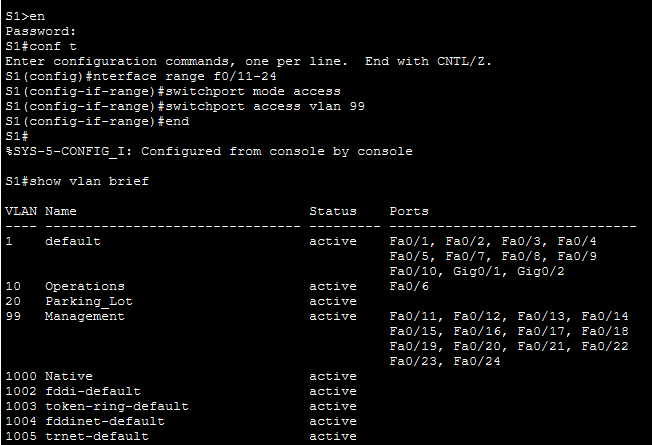 S1>en
Password:
S1#conf t
Enter configuration commands, one per line.  End with CNTL/Z.
S1(config)#nterface range f0/11-24
S1(config-if-range)#switchport mode access
S1(config-if-range)#switchport access vlan 99
S1(config-if-range)#end
S1#
%SYS-5-CONFIG_I: Configured from console by console
S1#show vlan brief
VLAN Name                             Status    Ports
---- -------------------------------- --------- -------------------------------
1    default                          active    Fa0/1, Fa0/2, Fa0/3, Fa0/4
                                                Fa0/5, Fa0/7, Fa0/8, Fa0/9
                                                Fa0/10, Gig0/1, Gig0/2
10   Operations                       active    Fa0/6
20   Parking_Lot                      active
99   Management                       active    Fa0/11, Fa0/12, Fa0/13, Fa0/14
                                                Fa0/15, Fa0/16, Fa0/17, Fa0/18
                                                Fa0/19, Fa0/20, Fa0/21, Fa0/22
                                                Fa0/23, Fa0/24
1000 Native                           active
1002 fddi-default                     active
1003 token-ring-default               active
1004 fddinet-default                  active
1005 trnet-default                    active